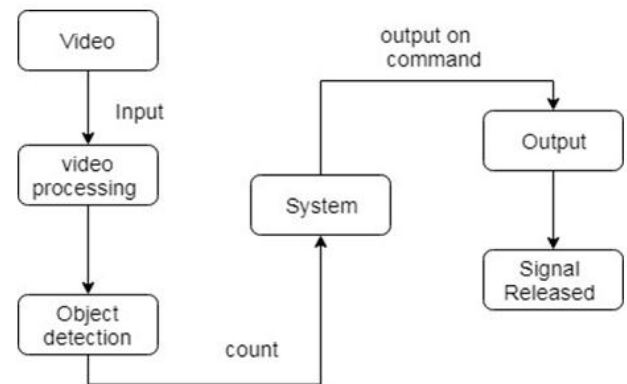 Video
Input
video
processing
Object
detection
count
System
output on
command
Output
Signal
Released